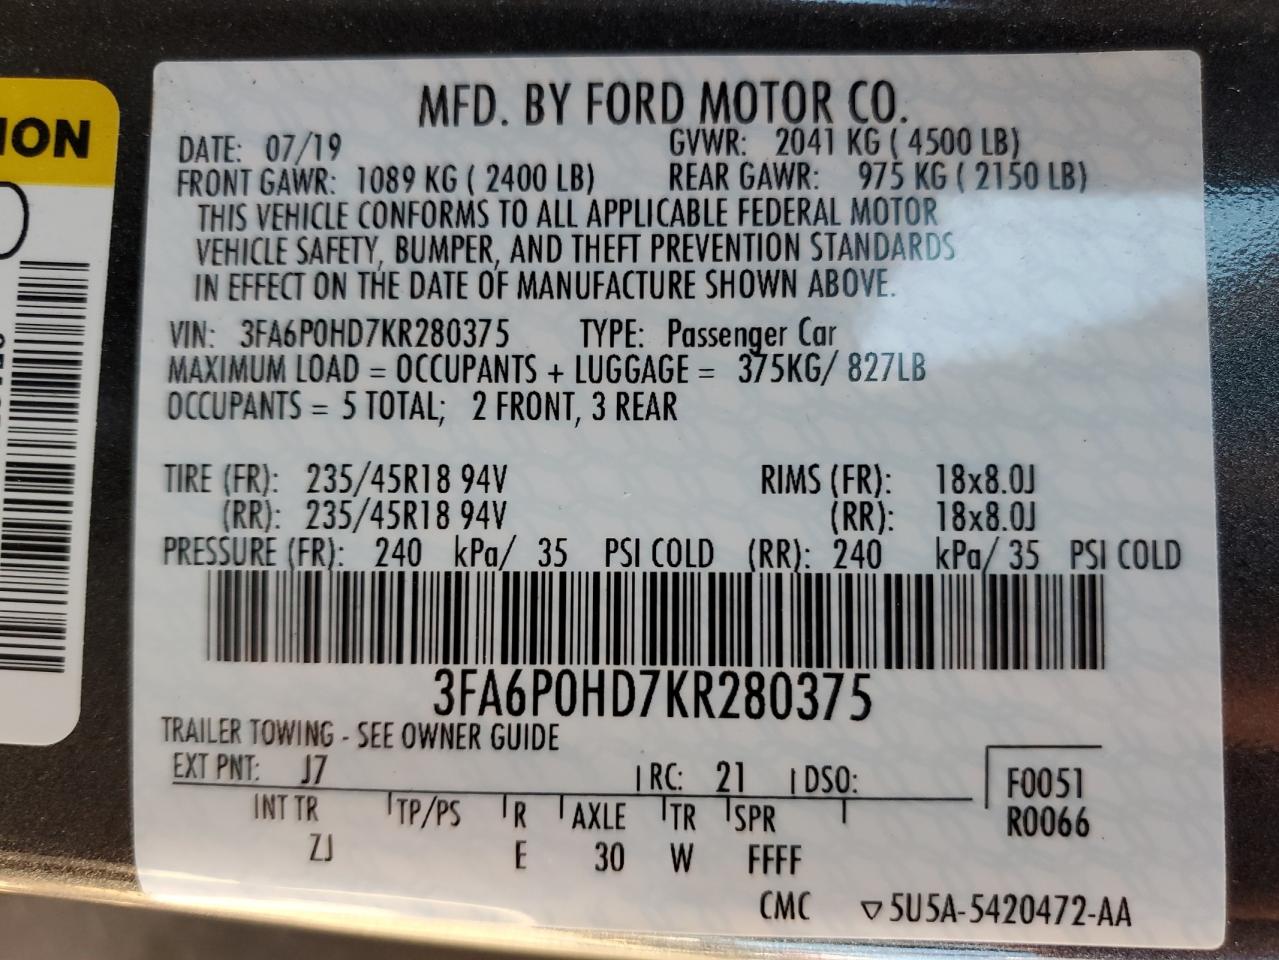 ION
MFD. BY FORD MOTOR CO.
DATE: 07/19 GVWR: 2041 KG ( 4500 LB)
FRONT GAWR: 1089 KG ( 2400 LB) REAR GAWR: 975 KG ( 2150 LB)
THIS VEHICLE CONFORMS TO ALL APPLICABLE FEDERAL MOTOR
VEHICLE SAFETY, BUMPER, AND THEFT PREVENTION STANDARDS
IN EFFECT ON THE DATE OF MANUFACTURE SHOWN ABOVE.
VIN: 3FA6P0HD7KR280375 TYPE: Passenger Car
MAXIMUM LOAD = OCCUPANTS + LUGGAGE = 375KG/ 827LB
OCCUPANTS = 5 TOTAL; 2 FRONT, 3 REAR
TIRE (FR): 235/45R18 94V RIMS (FR): 18x8.0J
(RR): 235/45R18 94V (RR): 18x8.0J
PRESSURE (FR): 240 kPa/ 35 PSI COLD (RR): 240 kPa/ 35 PSI COLD
3FA6P0HD7KR280375
TRAILER TOWING - SEE OWNER GUIDE
EXT PNT: J7 RC: 21 DSO: F0051
R0066
INT TR TP/PS R AXLE TR SPR
ZJ E 30 W FFFF
CMC ▽5U5A-5420472-AA